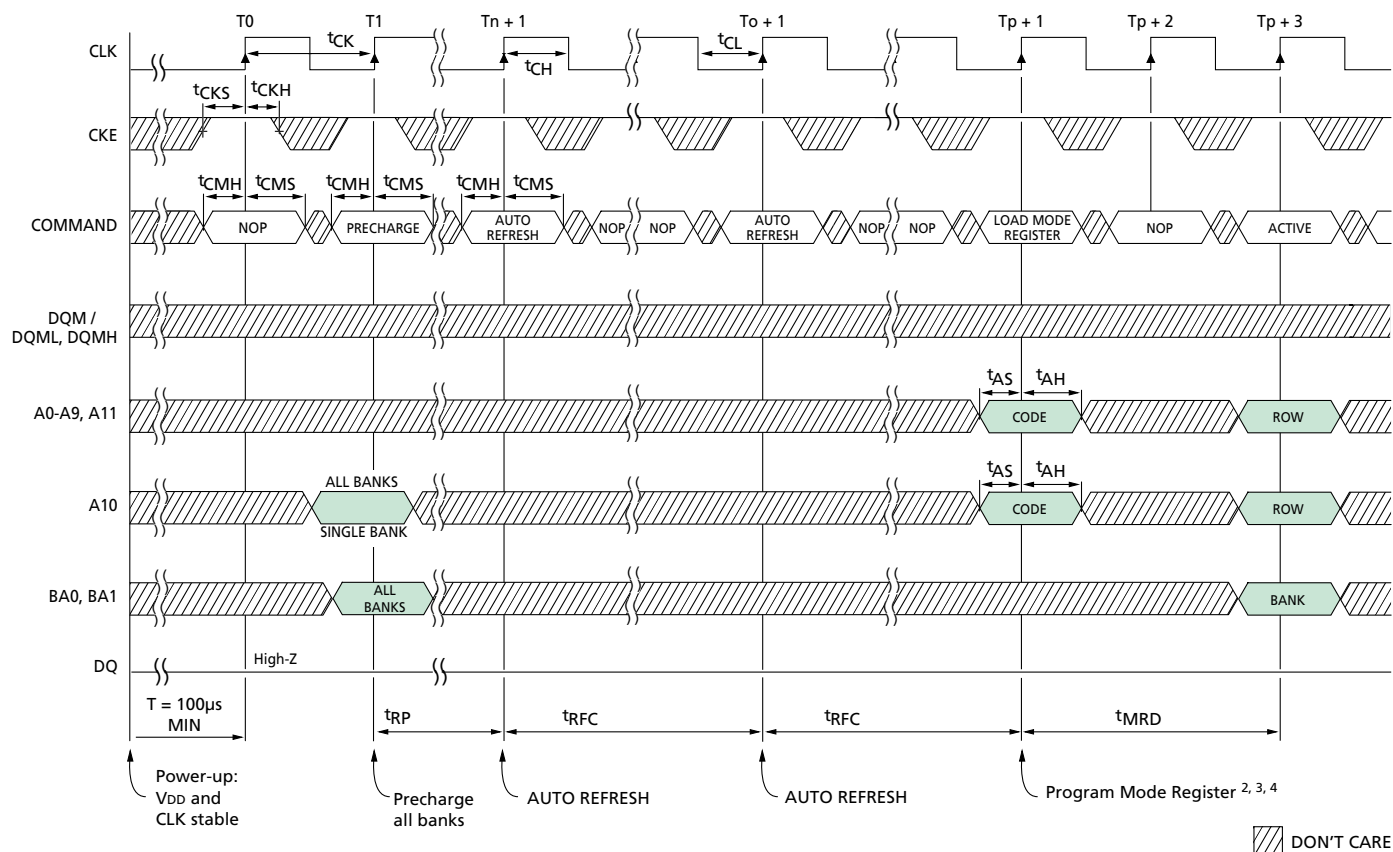 T0 T1 Tn + 1 To + 1 Tp + 1 Tp + 2 Tp + 3
CLK
tCK
tCH
tCL
tCKS tCKH
CKE
tCMH tCMS tCMH tCMS tCMH tCMS
COMMAND
NOP PRECHARGE AUTO REFRESH NOP NOP AUTO REFRESH NOP NOP LOAD MODE REGISTER NOP ACTIVE
DQM /
DQML, DQMH
tAS tAH
A0-A9, A11
CODE ROW
ALL BANKS
tAS tAH
A10
CODE ROW
SINGLE BANK
BA0, BA1
ALL
BANKS
BANK
DQ
High-Z
T = 100µs
MIN
tRP tRFC tRFC tMRD
Power-up:
VDD and
CLK stable
Precharge
all banks
AUTO REFRESH
AUTO REFRESH
Program Mode Register 2, 3, 4
DON'T CARE